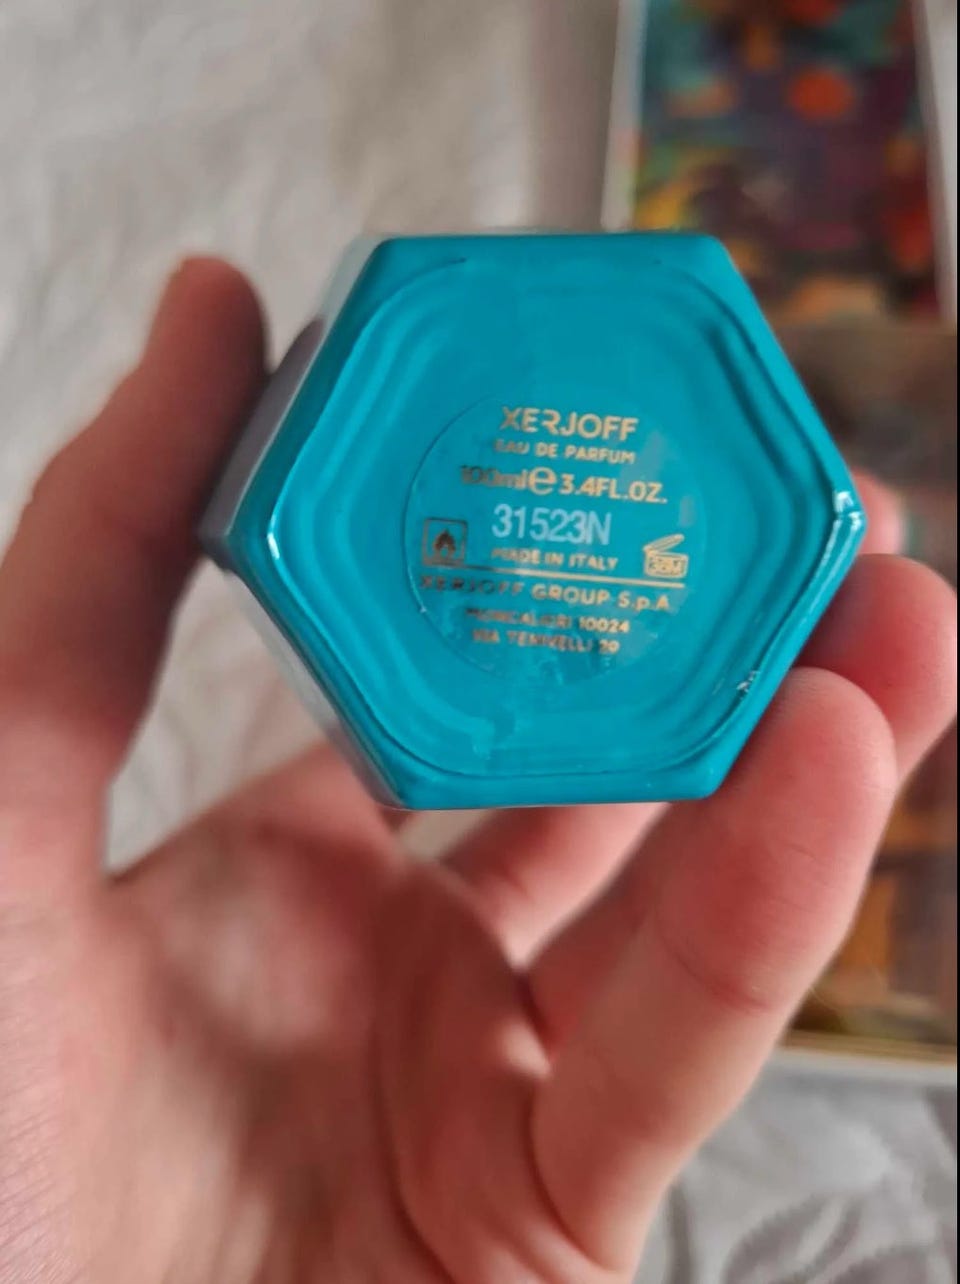 XERJOFF
EAU DE PARFUM
100ml e 3.4FL.OZ.
31523N
MADE IN ITALY
36M
XERJOFF GROUP S.p.A
MONCALIERI 10024
VIA TENIVELLI 29